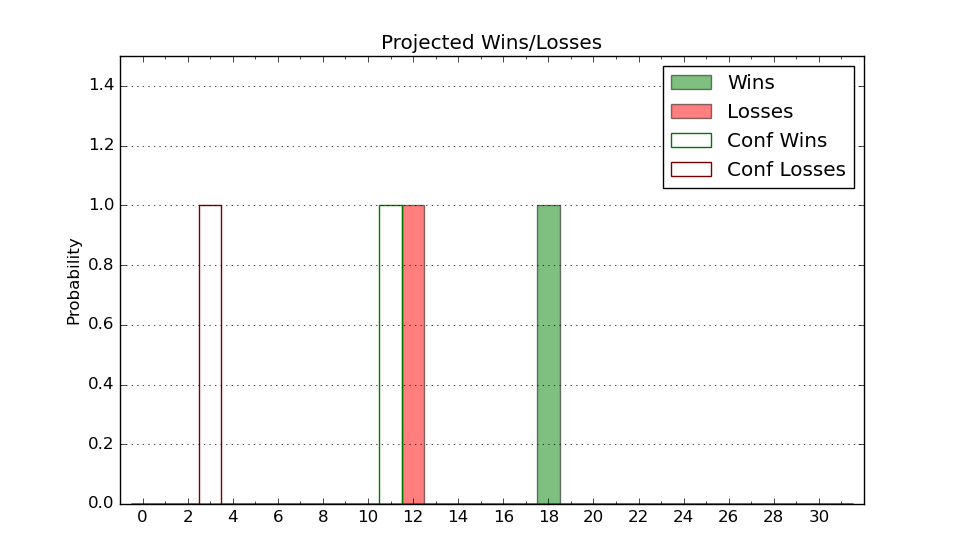 Projected Wins/Losses
Wins
Losses
Conf Wins
Conf Losses
Probability
1.4
1.2
1.0
0.8
0.6
0.4
0.2
0.0
0 2 4 6 8 10 12 14 16 18 20 22 24 26 28 30